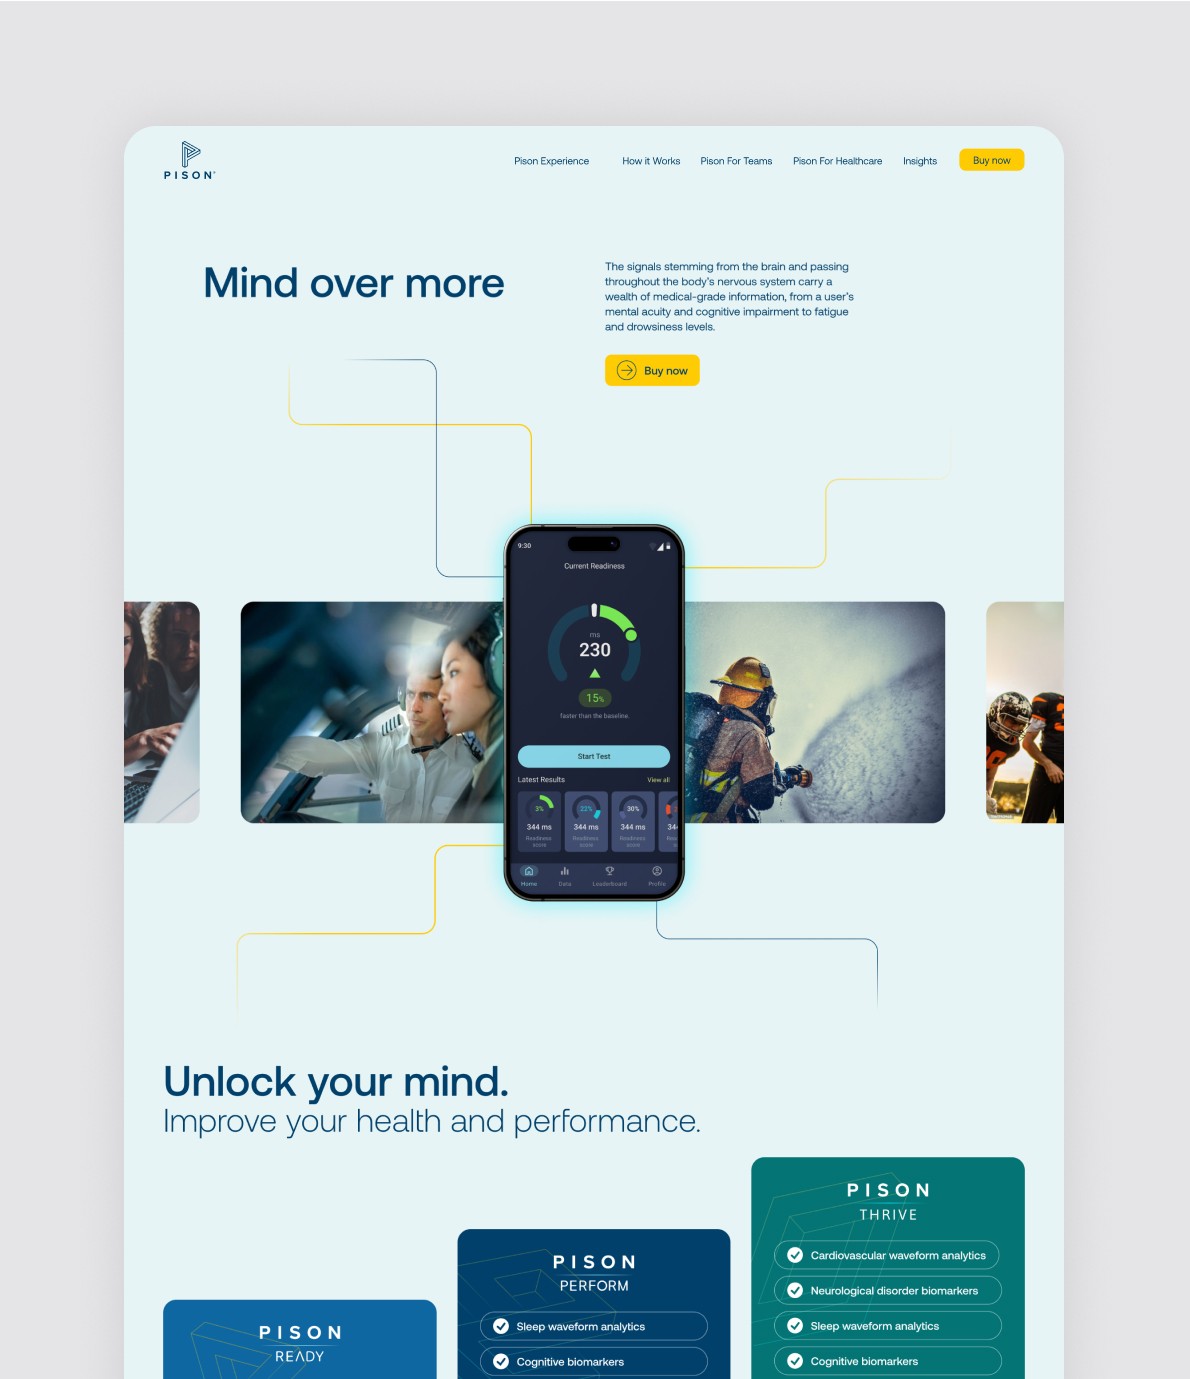 PISON
Pison Experience
How it Works
Pison For Teams
Pison For Healthcare
Insights
Buy now
Mind over more
The signals stemming from the brain and passing
throughout the body's nervous system carry a
wealth of medical-grade information, from a user's
mental acuity and cognitive impairment to fatigue
and drowsiness levels.
Buy now
9:30
Current Readiness
ms
230
15%
faster than the baseline.
Start Test
Latest Results
View all
3%
344 ms
Readiness
score
22%
344 ms
Readiness
score
30%
344 ms
Readiness
score
Home
Data
Leaderboard
Profile
Unlock your mind.
Improve your health and performance.
PISON
READY
PISON
PERFORM
Sleep waveform analytics
Cognitive biomarkers
PISON
THRIVE
Cardiovascular waveform analytics
Neurological disorder biomarkers
Sleep waveform analytics
Cognitive biomarkers